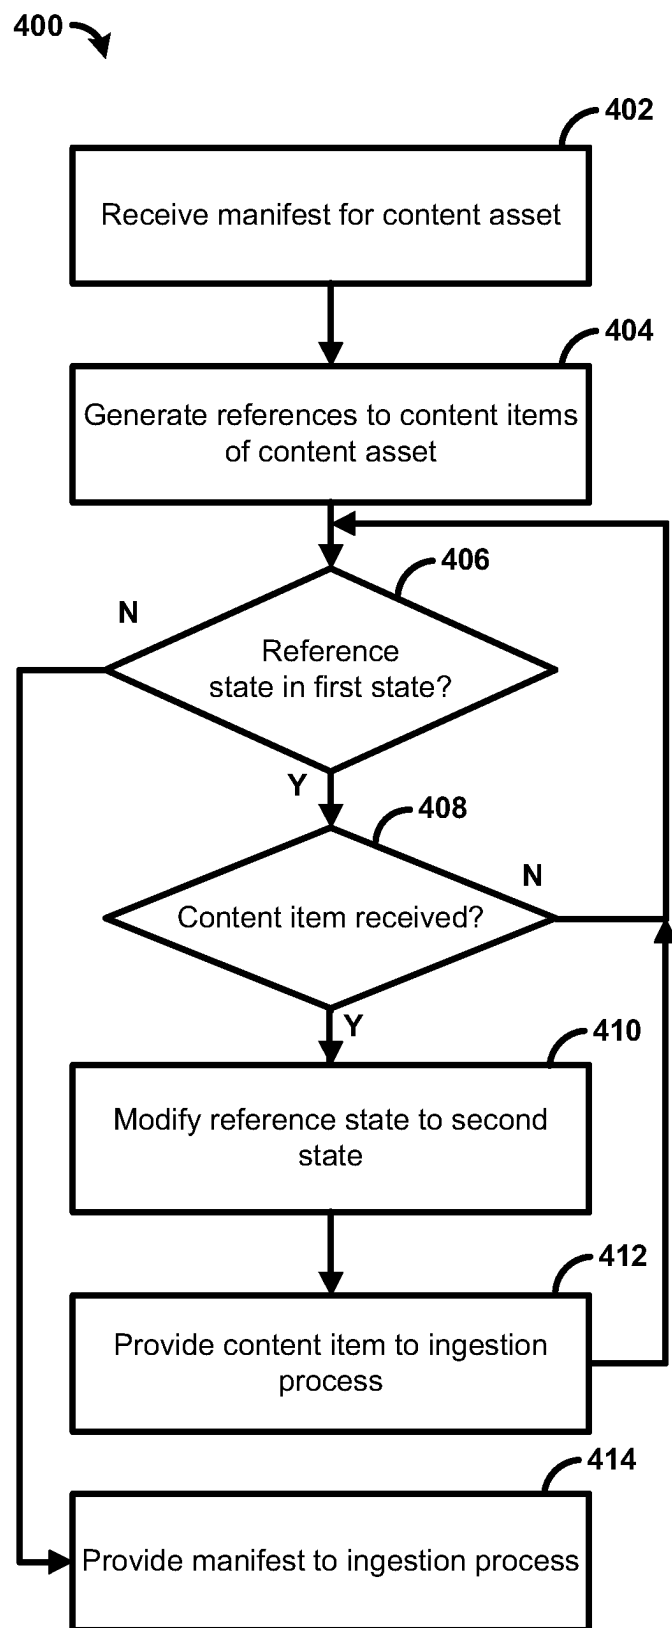 400
402
Receive manifest for content asset
404
Generate references to content items
of content asset
406
N
Reference
state in first state?
Y
408
N
Content item received?
Y
410
Modify reference state to second
state
412
Provide content item to ingestion
process
414
Provide manifest to ingestion process